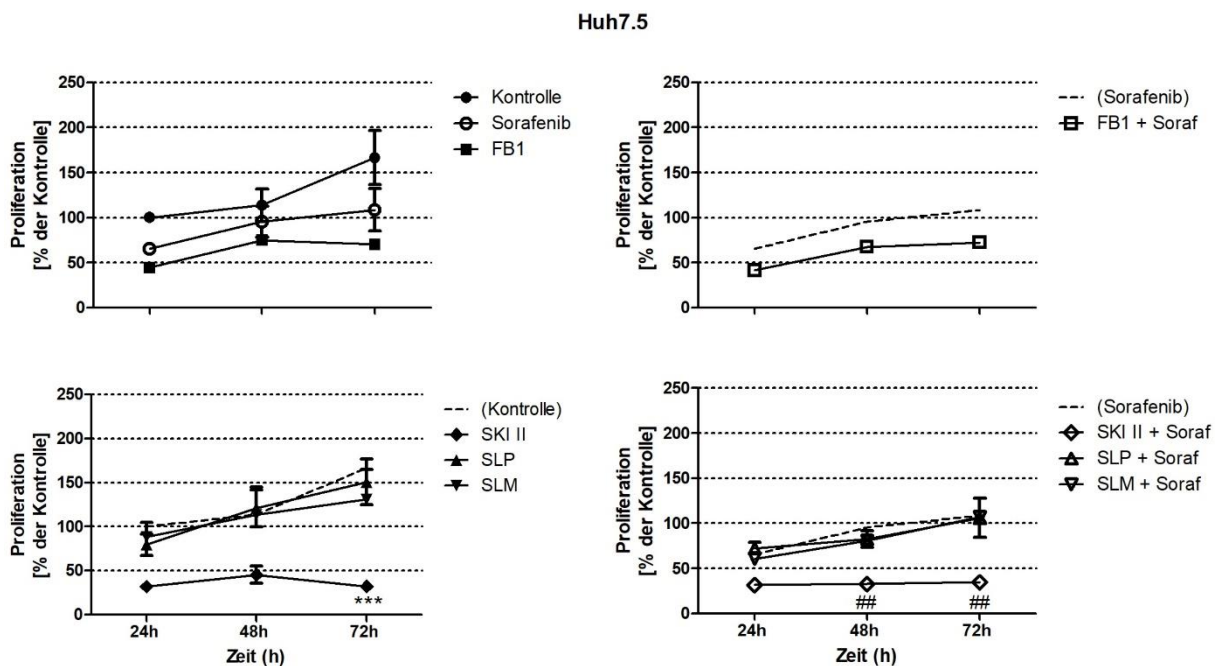 Huh7.5
250
200
150
100
50
0
Proliferation
[% der Kontrolle]
Kontrolle
Sorafenib
FB1
250
200
150
100
50
0
Proliferation
[% der Kontrolle]
(Sorafenib)
FB1 + Soraf
250
200
150
100
50
0
Proliferation
[% der Kontrolle]
(Kontrolle)
SKI II
SLP
SLM
***
24h 48h 72h
Zeit (h)
250
200
150
100
50
0
Proliferation
[% der Kontrolle]
(Sorafenib)
SKI II + Soraf
SLP + Soraf
SLM + Soraf
## ##
24h 48h 72h
Zeit (h)